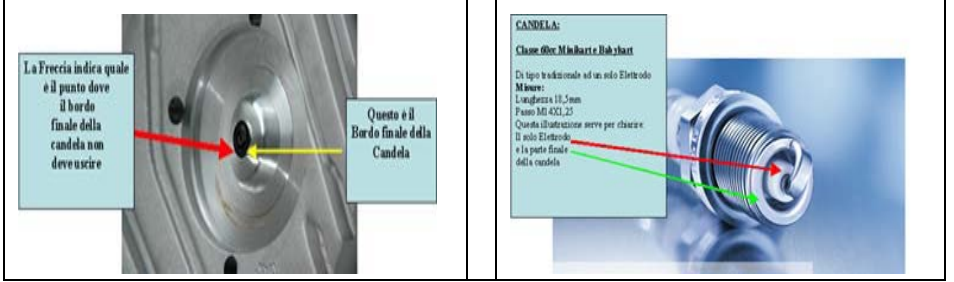 La Freccia indica quale
è il punto dove
il bordo
finale della
candela non
deve uscire
Questo è il
Bordo finale della
Candela
CANDELA:
Classe 60cc Minikart e Babykart
Di tipo tradizionale ad un solo Elettrodo
Misure:
Lunghezza 18,5mm
Passo M14X1,25
Questa illustrazione serve per chiarire:
Il solo Elettrodo
e la parte finale
della candela